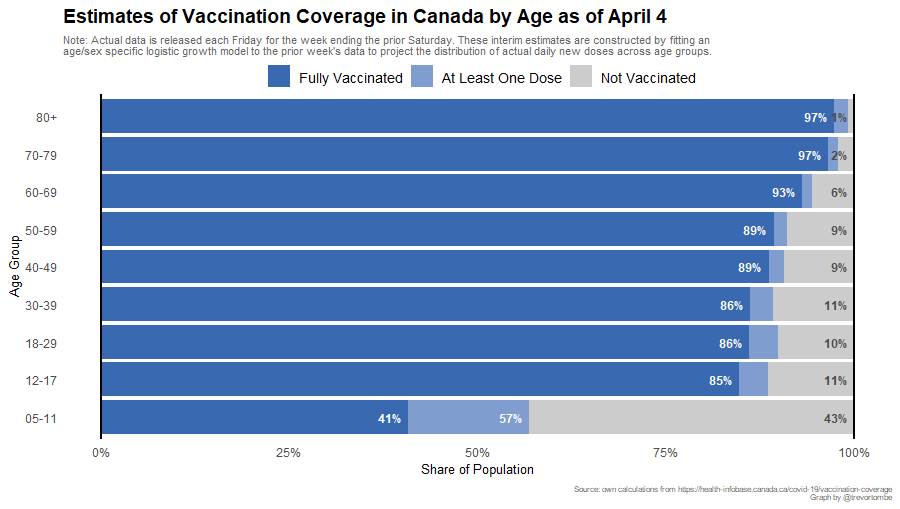 Estimates of Vaccination Coverage in Canada by Age as of April 4
Note: Actual data is released each Friday for the week ending the prior Saturday. These interim estimates are constructed by fitting an
age/sex specific logistic growth model to the prior week's data to project the distribution of actual daily new doses across age groups.
Fully Vaccinated At Least One Dose Not Vaccinated
80+ 97% 1%
70-79 97% 2%
60-69 93% 6%
50-59 89% 9%
Age Group
40-49 89% 9%
30-39 86% 11%
18-29 86% 10%
12-17 85% 11%
05-11 41% 57% 43%
0% 25% 50% 75% 100%
Share of Population
Source: own calculations from https://health-infobase.canada.ca/covid-19/vaccination-coverage
Graph by @trevortombe